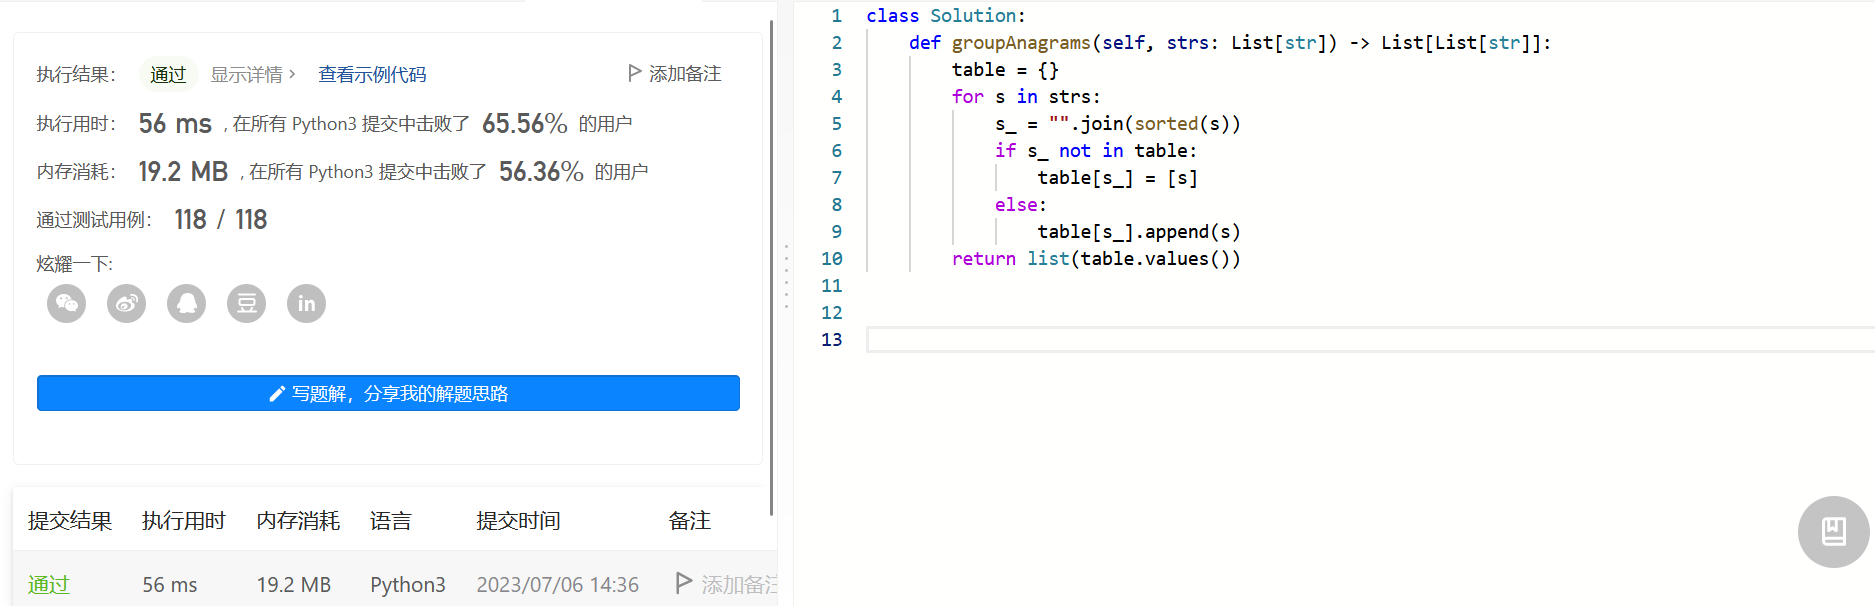 执行结果： 通过 显示详情 › 查看示例代码 添加备注
执行用时： 56 ms , 在所有 Python3 提交中击败了 65.56% 的用户
内存消耗： 19.2 MB , 在所有 Python3 提交中击败了 56.36% 的用户
通过测试用例： 118 / 118
炫耀一下:
豆 in
写题解，分享我的解题思路
提交结果 执行用时 内存消耗 语言 提交时间 备注
通过 56 ms 19.2 MB Python3 2023/07/06 14:36 添加备注
1 class Solution:
2     def groupAnagrams(self, strs: List[str]) -> List[List[str]]:
3         table = {}
4         for s in strs:
5             s_ = "".join(sorted(s))
6             if s_ not in table:
7                 table[s_] = [s]
8             else:
9                 table[s_].append(s)
10         return list(table.values())
11
12
13